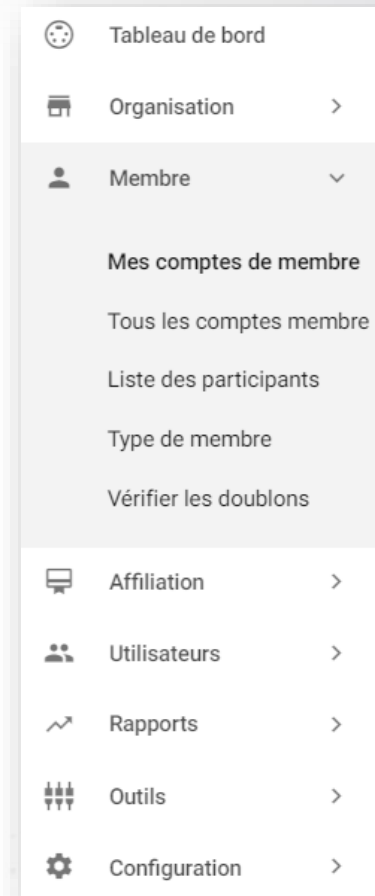 Tableau de bord
Organisation
Membre
Mes comptes de membre
Tous les comptes membre
Liste des participants
Type de membre
Vérifier les doublons
Affiliation
Utilisateurs
Rapports
Outils
Configuration